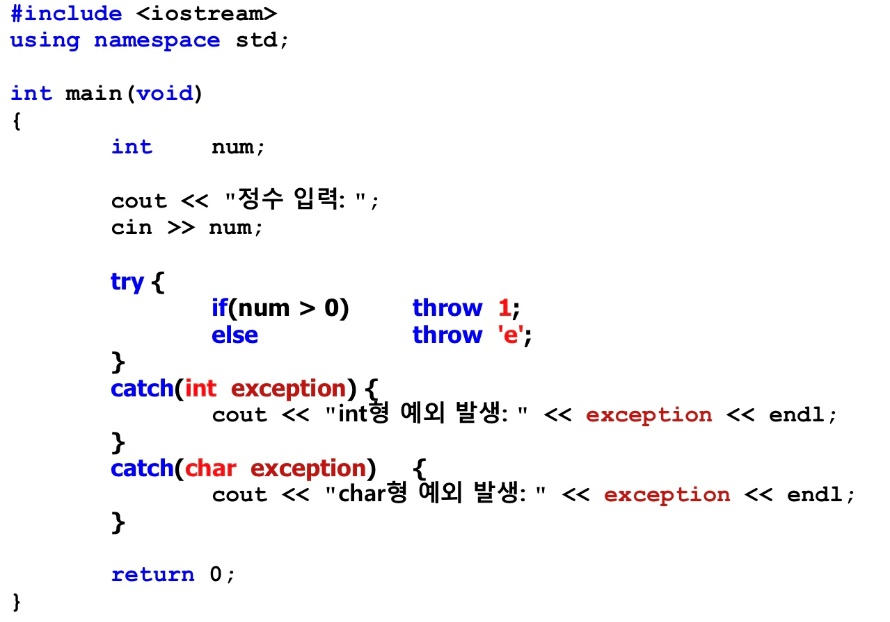 #include <iostream>
using namespace std;
int main(void)
{
int num;
cout << "정수 입력: ";
cin >> num;
try {
if(num > 0) throw 1;
else throw 'e';
}
catch(int exception) {
cout << "int형 예외 발생: " << exception << endl;
}
catch(char exception) {
cout << "char형 예외 발생: " << exception << endl;
}
return 0;
}